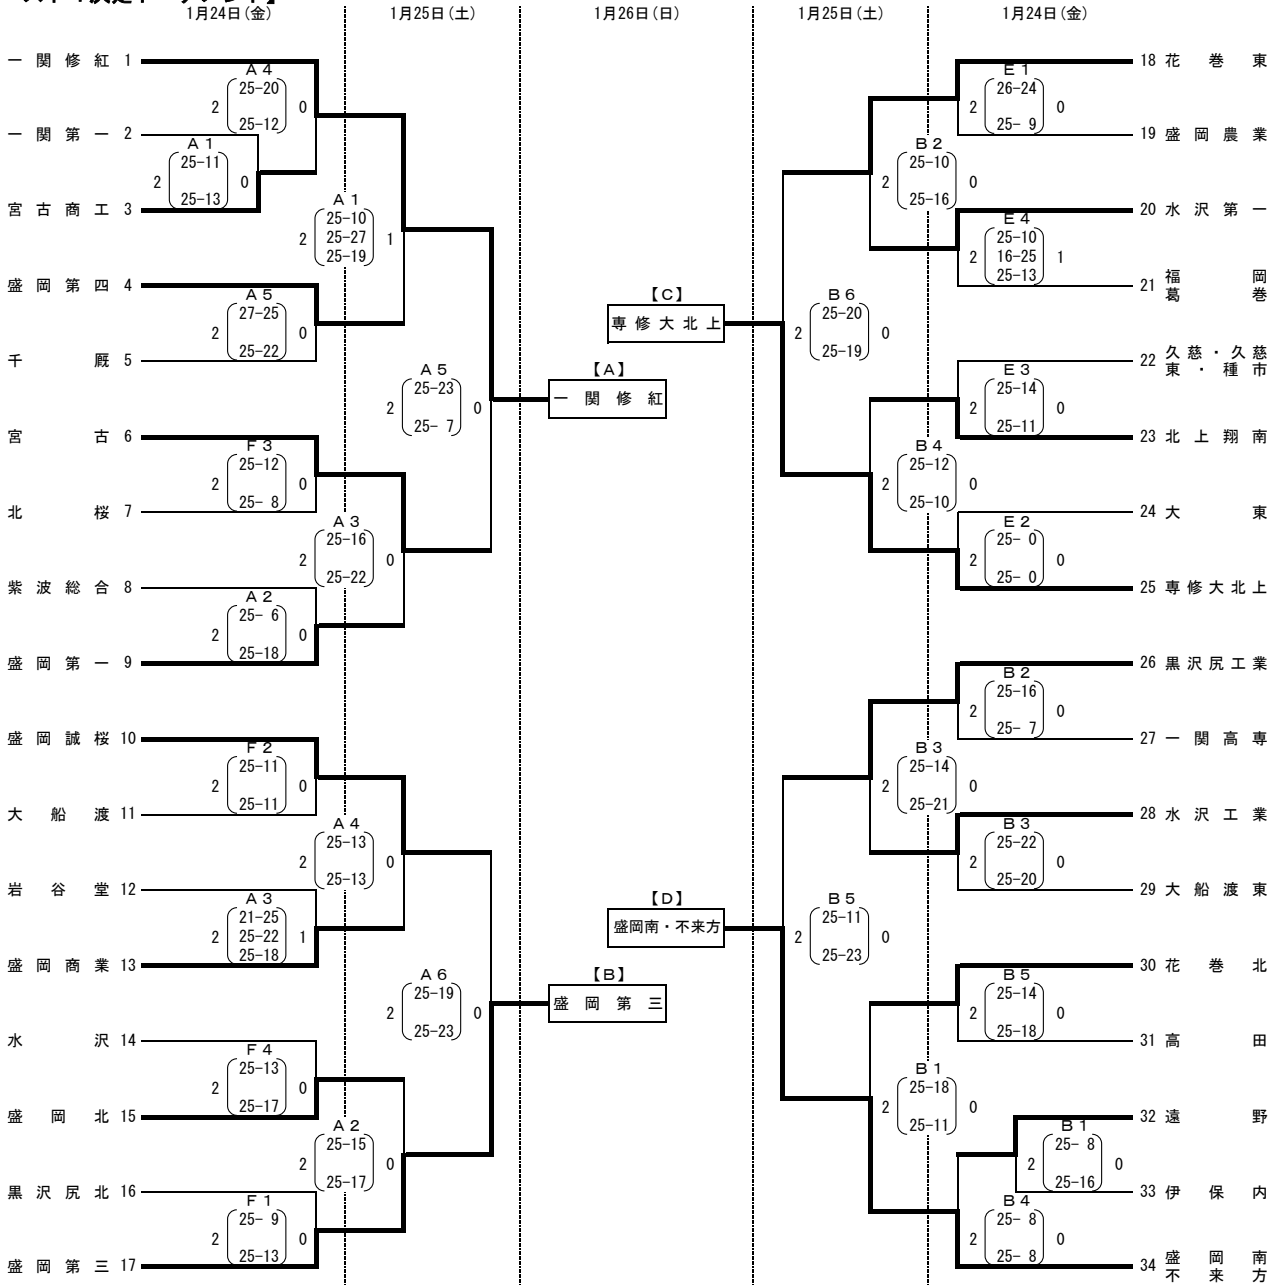 1月24日(金) 1月25日(土) 1月26日(日) 1月25日(土) 1月24日(金)
一関修紅 1
A4
25-20
2 0
25-12
一関第一 2
A1
25-11
2 0
25-13
宮古商工 3
A1
25-10
2 25-27 1
25-19
盛岡第四 4
A5
27-25
2 0
25-22
千厩 5
A5
25-23
2 0
25- 7
宮古 6
F3
25-12
2 0
25- 8
北桜 7
A3
25-16
2 0
25-22
紫波総合 8
A2
25- 6
2 0
25-18
盛岡第一 9
盛岡誠桜 10
F2
25-11
2 0
25-11
大船渡 11
A4
25-13
2 0
25-13
岩谷堂 12
A3
21-25
2 25-22 1
25-18
盛岡商業 13
A6
25-19
2 0
25-23
水沢 14
F4
25-13
2 0
25-17
盛岡北 15
A2
25-15
2 0
25-17
黒沢尻北 16
F1
25- 9
2 0
25-13
盛岡第三 17
【C】
専修大北上
【A】
一関修紅
【D】
盛岡南・不来方
【B】
盛岡第三
18 花巻東
E1
26-24
2 0
25- 9
19 盛岡農業
B2
25-10
2 0
25-16
20 水沢第一
E4
25-10
2 16-25 1
25-13
21 福岡
葛巻
B6
25-20
2 0
25-19
22 久慈・久慈
東・種市
E3
25-14
2 0
25-11
23 北上翔南
B4
25-12
2 0
25-10
24 大東
E2
25- 0
2 0
25- 0
25 専修大北上
26 黒沢尻工業
B2
25-16
2 0
25- 7
27 一関高専
B3
25-14
2 0
25-21
28 水沢工業
B3
25-22
2 0
25-20
29 大船渡東
B5
25-11
2 0
25-23
30 花巻北
B5
25-14
2 0
25-18
31 高田
B1
25-18
2 0
25-11
32 遠野
B1
25- 8
2 0
25-16
33 伊保内
B4
25- 8
2 0
25- 8
34 盛岡南
不来方